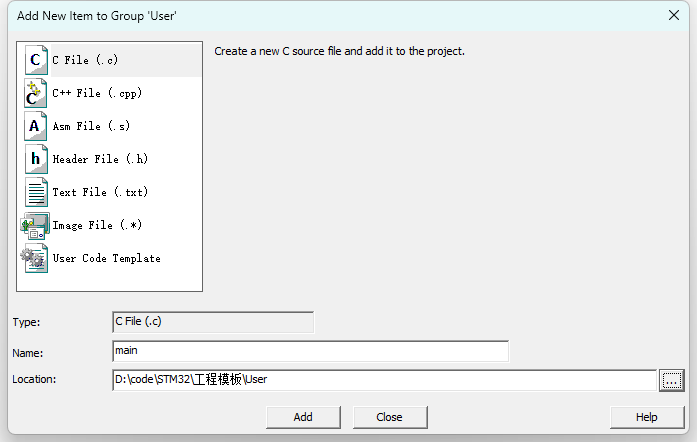 Add New Item to Group 'User'
C
C File (.c)
Create a new C source file and add it to the project.
C
C++ File (.cpp)
A
Asm File (.s)
h
Header File (.h)
Text File (.txt)
Image File (.*)
User Code Template
Type:
C File (.c)
Name:
main
Location:
D:\code\STM32\工程模板\User
...
Add
Close
Help